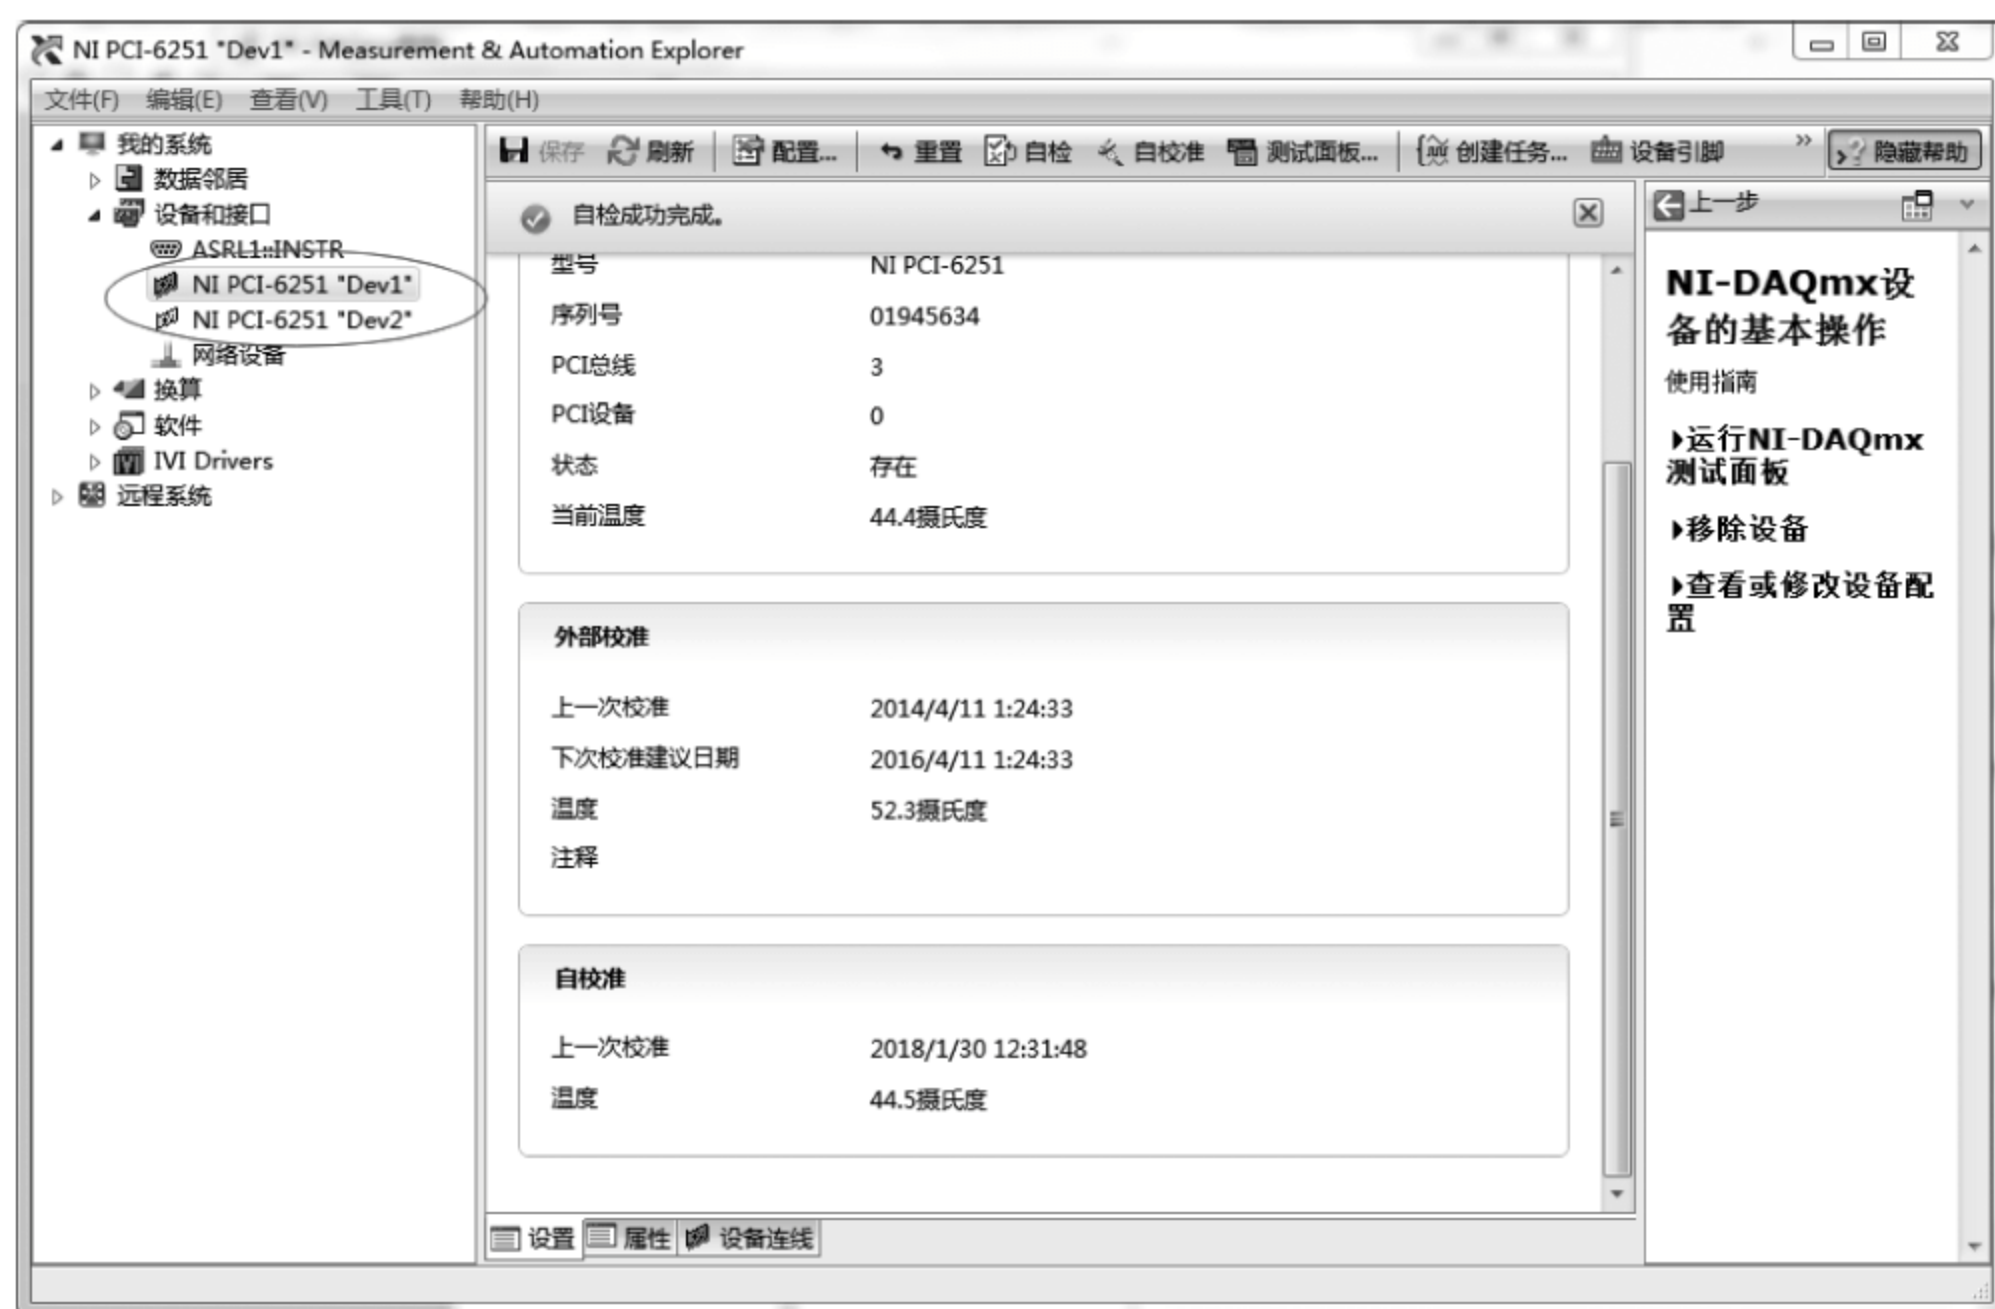 NI PCI-6251 "Dev1" - Measurement & Automation Explorer
文件(F) 编辑(E) 查看(V) 工具(T) 帮助(H)
我的系统
数据邻居
设备和接口
ASRL1::INSTR
NI PCI-6251 "Dev1"
NI PCI-6251 "Dev2"
网络设备
换算
软件
IVI Drivers
远程系统
保存 刷新 配置... 重置 自检 自校准 测试面板... 创建任务... 设备引脚 » 隐藏帮助
自检成功完成。
型号 NI PCI-6251
序列号 01945634
PCI总线 3
PCI设备 0
状态 存在
当前温度 44.4摄氏度
外部校准
上一次校准 2014/4/11 1:24:33
下次校准建议日期 2016/4/11 1:24:33
温度 52.3摄氏度
注释
自校准
上一次校准 2018/1/30 12:31:48
温度 44.5摄氏度
设置 属性 设备连线
上一步
NI-DAQmx设
备的基本操作
使用指南
运行NI-DAQmx
测试面板
移除设备
查看或修改设备配
置